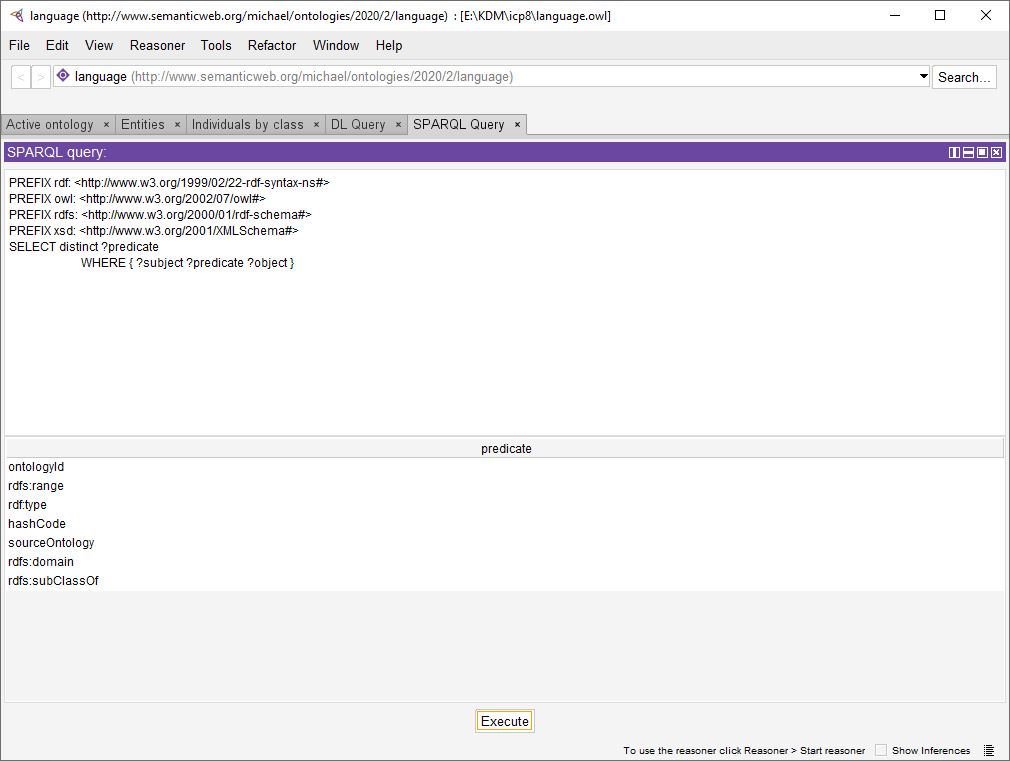 language (http://www.semanticweb.org/michael/ontologies/2020/2/language) : [E:\KDM\icp8\language.owl]
File Edit View Reasoner Tools Refactor Window Help
< > language (http://www.semanticweb.org/michael/ontologies/2020/2/language) Search...
Active ontology × Entities × Individuals by class × DL Query × SPARQL Query ×
SPARQL query:
PREFIX rdf: <http://www.w3.org/1999/02/22-rdf-syntax-ns#>
PREFIX owl: <http://www.w3.org/2002/07/owl#>
PREFIX rdfs: <http://www.w3.org/2000/01/rdf-schema#>
PREFIX xsd: <http://www.w3.org/2001/XMLSchema#>
SELECT distinct ?predicate
WHERE { ?subject ?predicate ?object }
predicate
ontologyId
rdfs:range
rdf:type
hashCode
sourceOntology
rdfs:domain
rdfs:subClassOf
Execute
To use the reasoner click Reasoner > Start reasoner Show Inferences